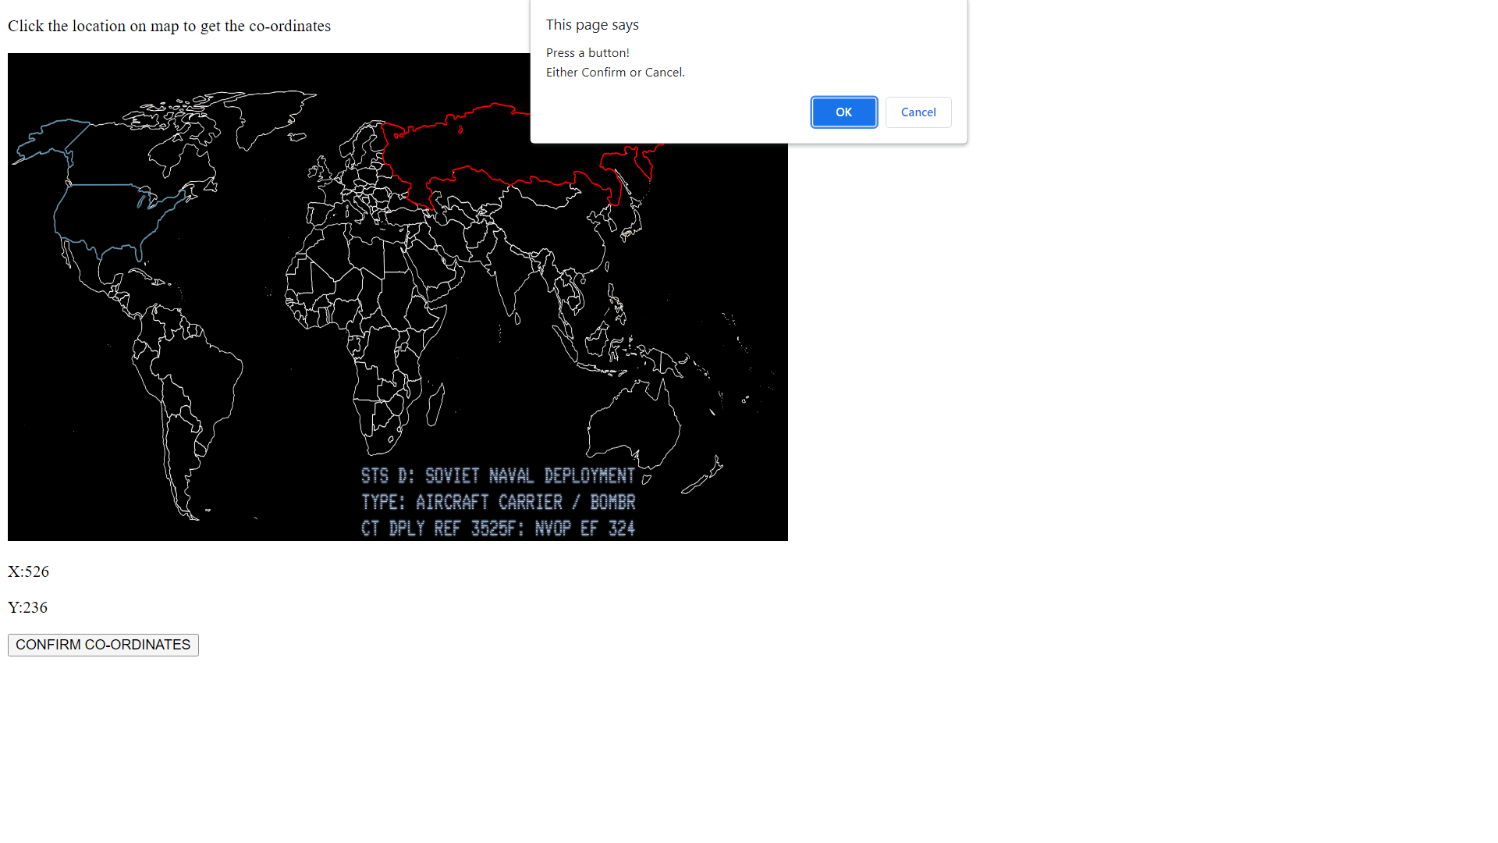 Click the location on map to get the co-ordinates
This page says
Press a button!
Either Confirm or Cancel.
OK
Cancel
STS D: SOVIET NAVAL DEPLOYMENT
TYPE: AIRCRAFT CARRIER / BOMBR
CT DPLY REF 3525F: NVOP EF 324
X:526
Y:236
CONFIRM CO-ORDINATES